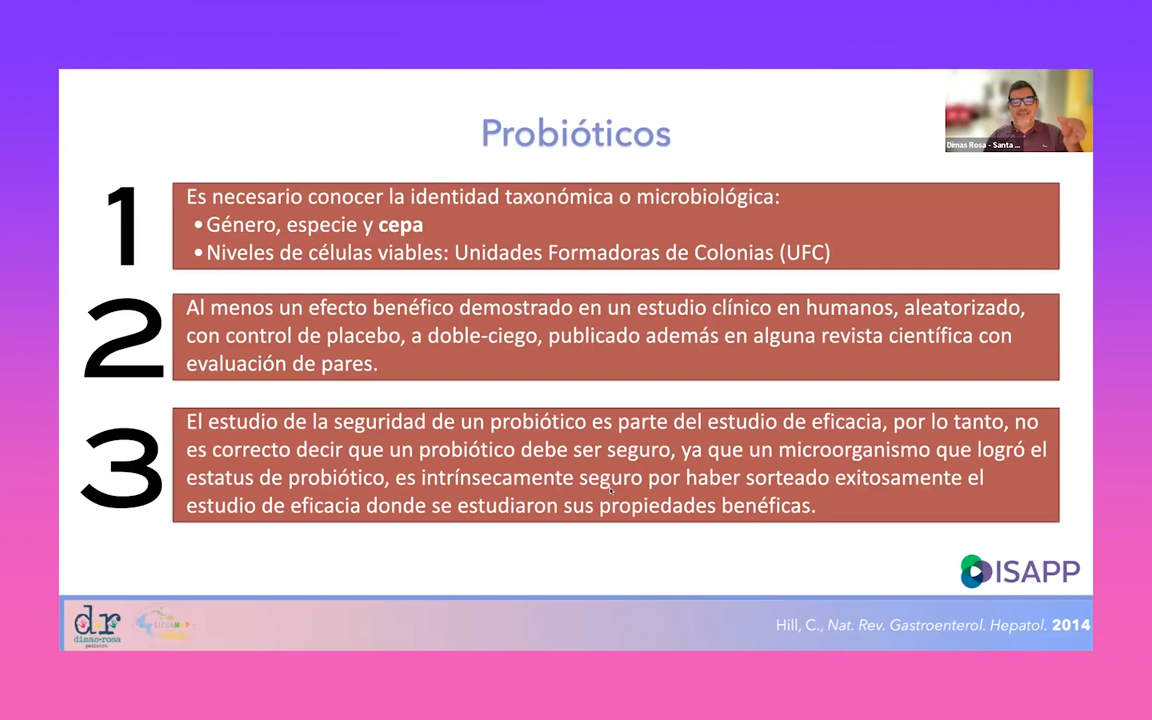 Probióticos
Dimas Rosa - Santa ...
1
Es necesario conocer la identidad taxonómica o microbiológica:
•Género, especie y cepa
•Niveles de células viables: Unidades Formadoras de Colonias (UFC)
2
Al menos un efecto benéfico demostrado en un estudio clínico en humanos, aleatorizado,
con control de placebo, a doble-ciego, publicado además en alguna revista científica con
evaluación de pares.
3
El estudio de la seguridad de un probiótico es parte del estudio de eficacia, por lo tanto, no
es correcto decir que un probiótico debe ser seguro, ya que un microorganismo que logró el
estatus de probiótico, es intrínsecamente seguro por haber sorteado exitosamente el
estudio de eficacia donde se estudiaron sus propiedades benéficas.
ISAPP
dr
dimas·rosa
pediatra
Hill, C., Nat. Rev. Gastroenterol. Hepatol. 2014